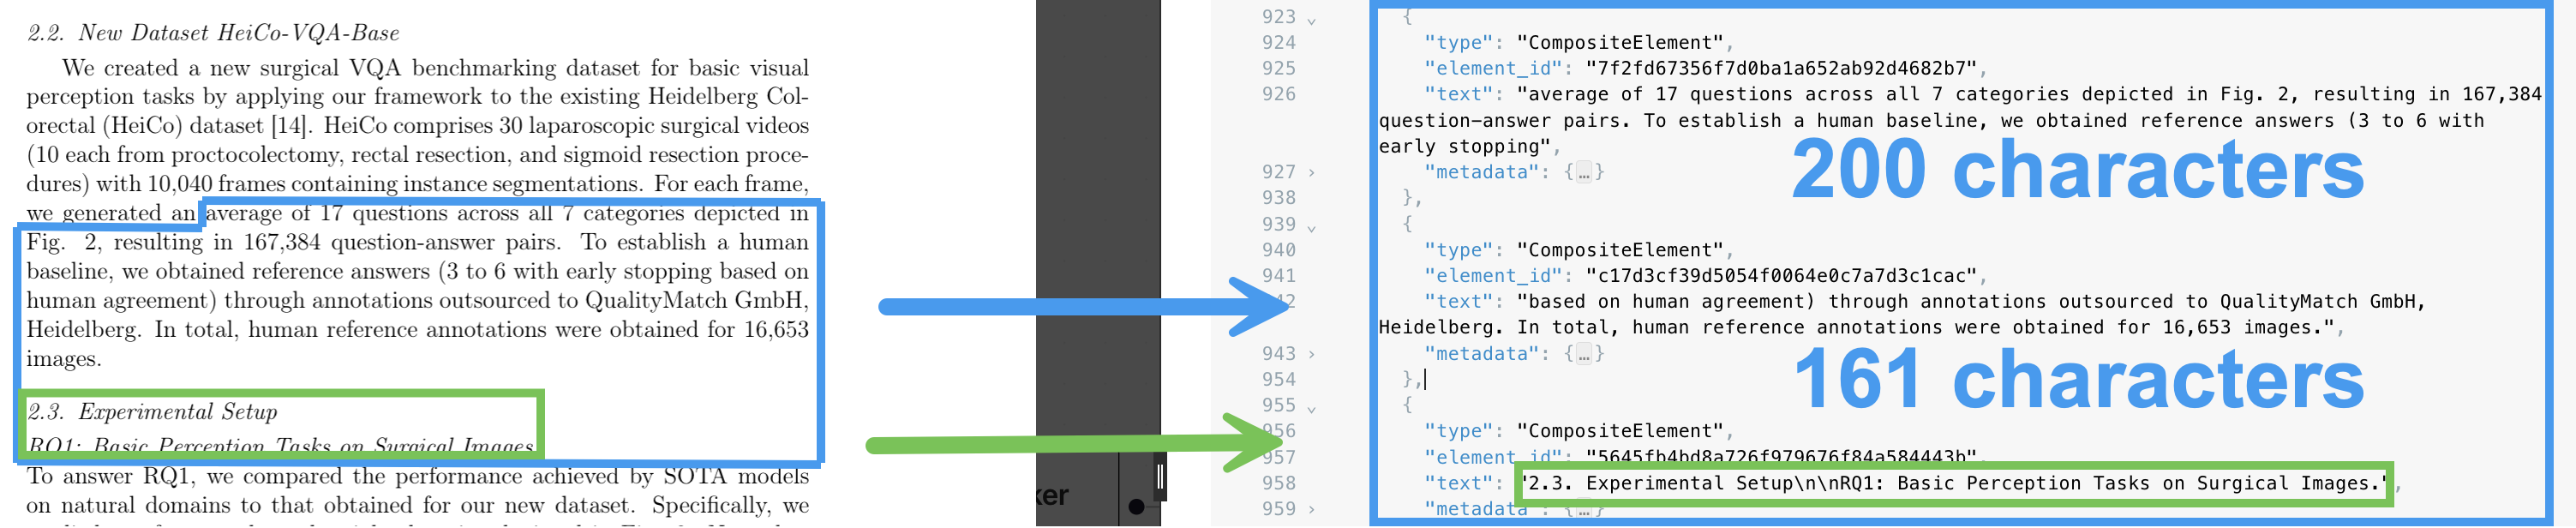 2.2. New Dataset HeiCo-VQA-Base
We created a new surgical VQA benchmarking dataset for basic visual
perception tasks by applying our framework to the existing Heidelberg Col-
orectal (HeiCo) dataset [14]. HeiCo comprises 30 laparoscopic surgical videos
(10 each from proctocolectomy, rectal resection, and sigmoid resection proce-
dures) with 10,040 frames containing instance segmentations. For each frame,
we generated an average of 17 questions across all 7 categories depicted in
Fig. 2, resulting in 167,384 question-answer pairs. To establish a human
baseline, we obtained reference answers (3 to 6 with early stopping based on
human agreement) through annotations outsourced to QualityMatch GmbH,
Heidelberg. In total, human reference annotations were obtained for 16,653
images.
2.3. Experimental Setup
RQ1: Basic Perception Tasks on Surgical Images
To answer RQ1, we compared the performance achieved by SOTA models
on natural domains to that obtained for our new dataset. Specifically, we
ker
923 {
924 "type": "CompositeElement",
925 "element_id": "7f2fd67356f7d0ba1a652ab92d4682b7",
926 "text": "average of 17 questions across all 7 categories depicted in Fig. 2, resulting in 167,384
question-answer pairs. To establish a human baseline, we obtained reference answers (3 to 6 with
early stopping",
200 characters
927 "metadata": {…}
938 },
939 {
940 "type": "CompositeElement",
941 "element_id": "c17d3cf39d5054f0064e0c7a7d3c1cac",
42 "text": "based on human agreement) through annotations outsourced to QualityMatch GmbH,
Heidelberg. In total, human reference annotations were obtained for 16,653 images.",
943 "metadata": {…}
161 characters
954 },
955 {
956 "type": "CompositeElement",
957 "element_id": "5645fb4bd8a726f979676f84a584443b",
958 "text": "2.3. Experimental Setup\n\nRQ1: Basic Perception Tasks on Surgical Images.",
959 "metadata": {…}